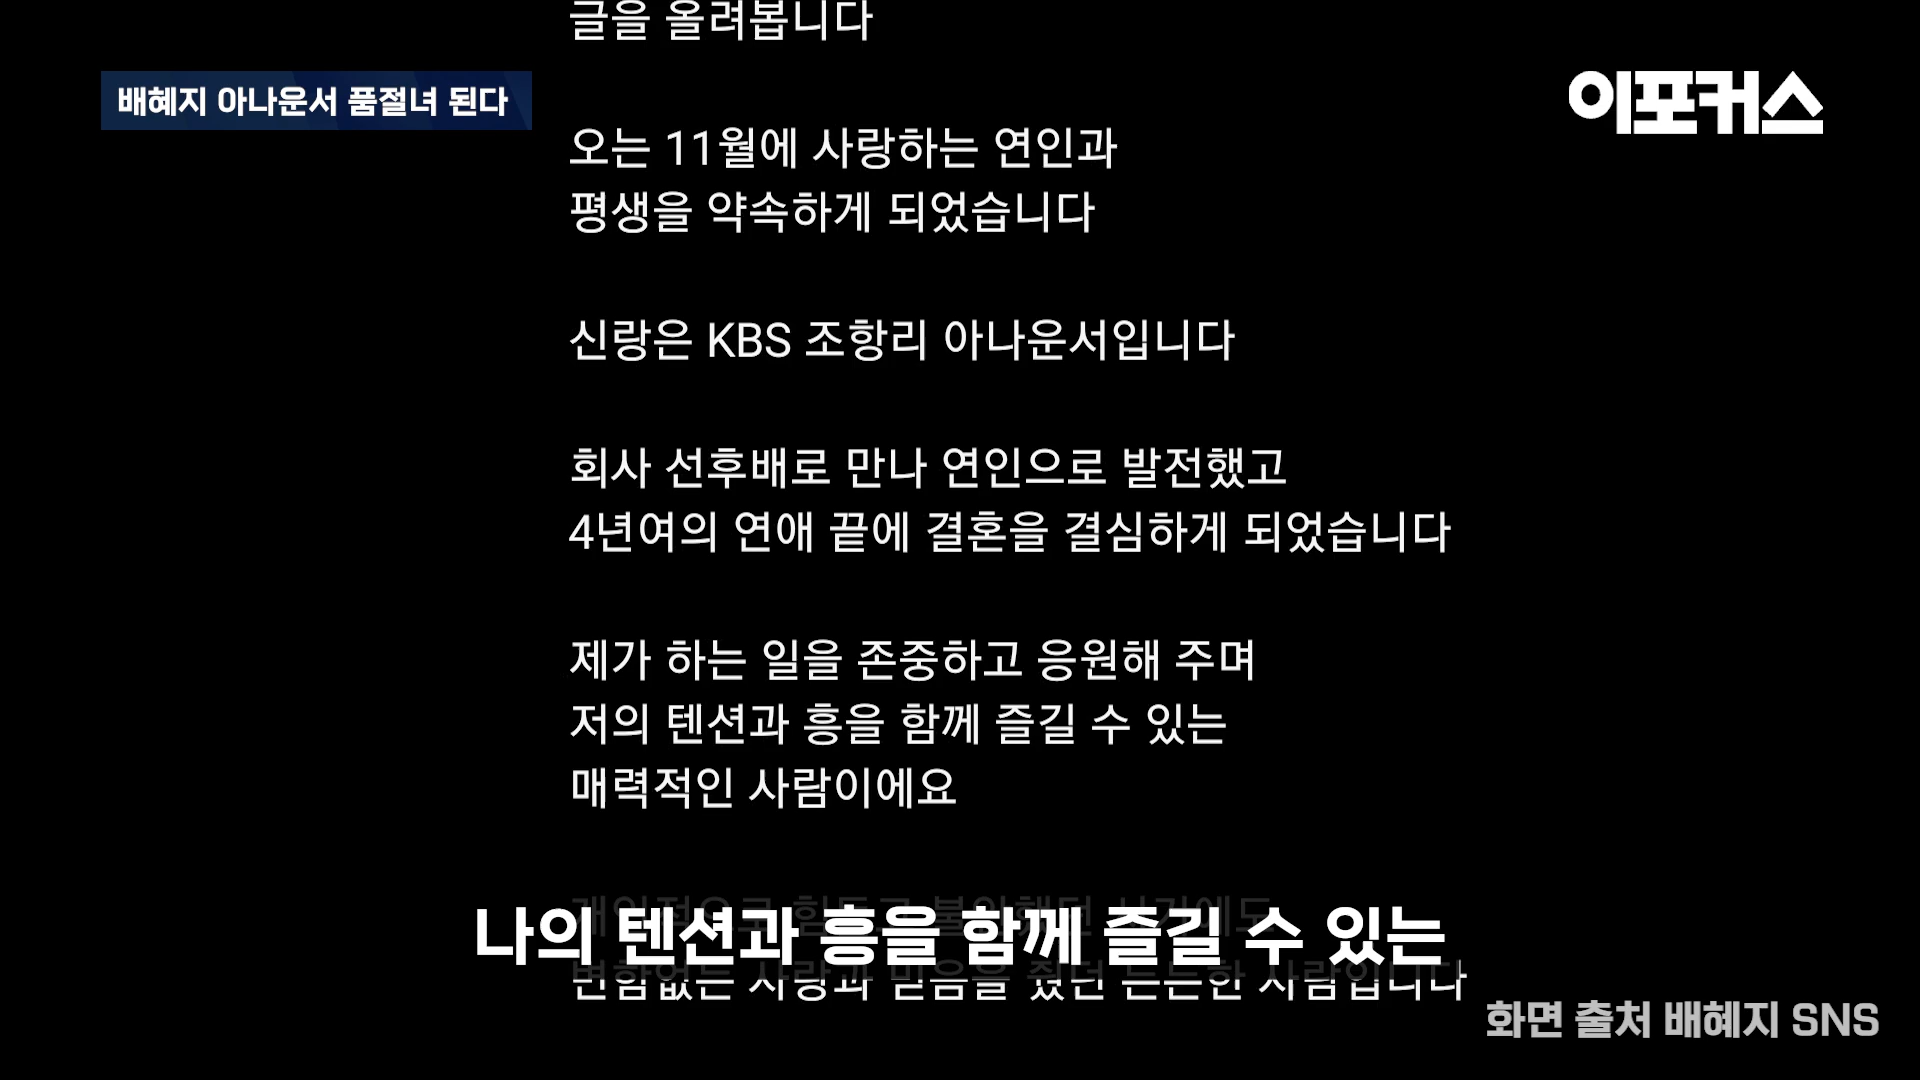 글을 올려봅니다
배혜지 아나운서 품절녀 된다
이포커스
오는 11월에 사랑하는 연인과
평생을 약속하게 되었습니다
신랑은 KBS 조항리 아나운서입니다
회사 선후배로 만나 연인으로 발전했고
4년여의 연애 끝에 결혼을 결심하게 되었습니다
제가 하는 일을 존중하고 응원해 주며
저의 텐션과 흥을 함께 즐길 수 있는
매력적인 사람이에요
나의 텐션과 흥을 함께 즐길 수 있는
변함없는 사랑과 믿음을 줬던 든든한 사람입니다
화면 출처 배혜지 SNS